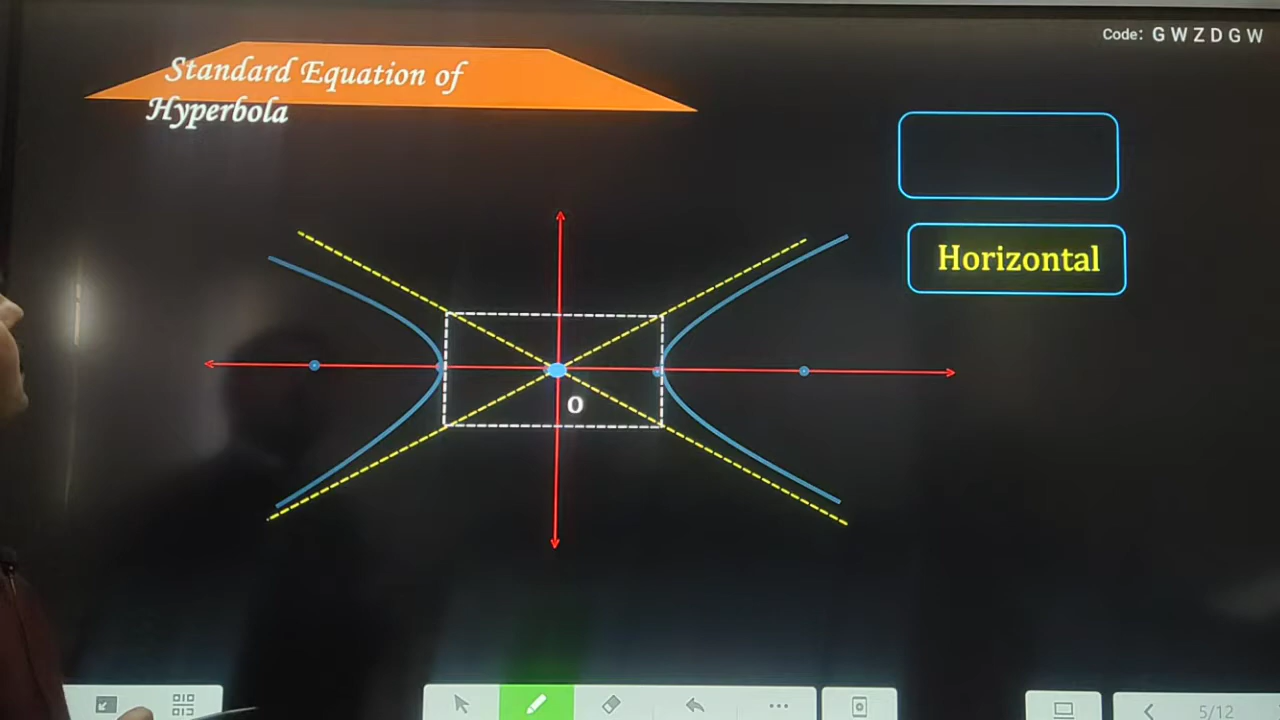 Code: G W Z D G W
Standard Equation of
Hyperbola
Horizontal
O
5/12